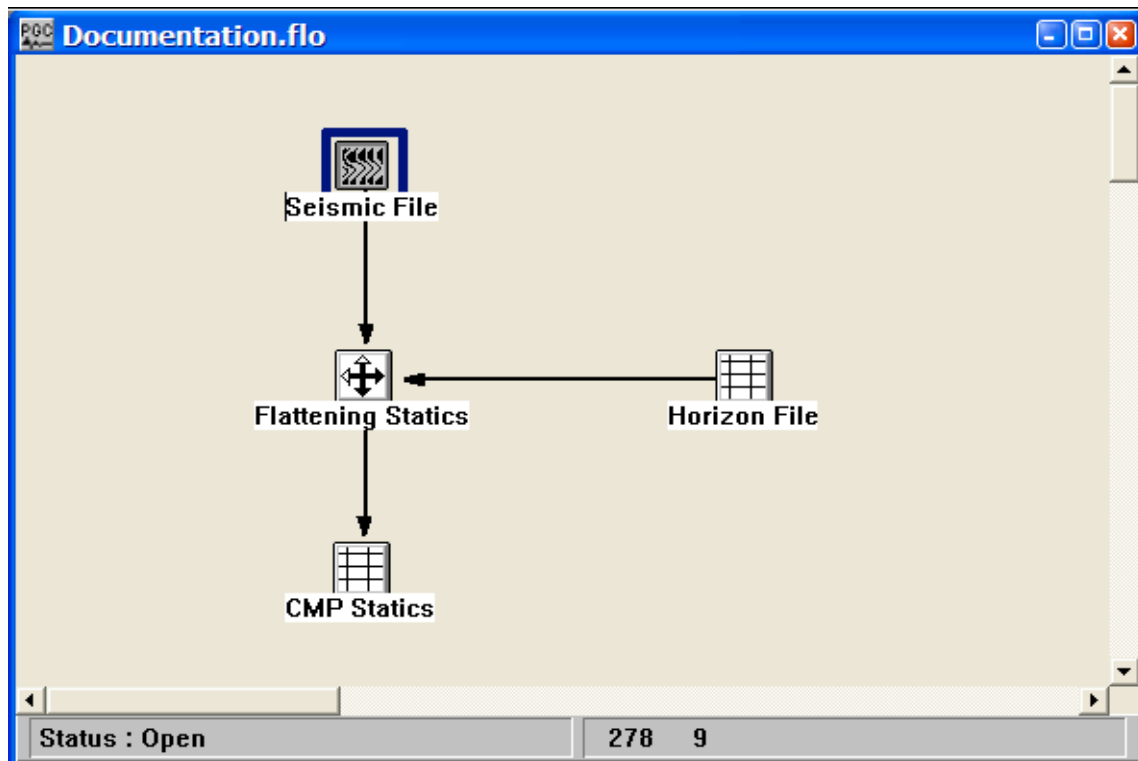 Documentation.flo
Seismic File
Flattening Statics
Horizon File
CMP Statics
Status : Open
278 9